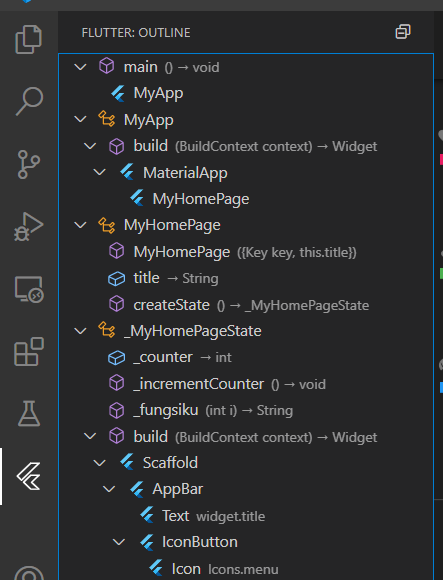 FLUTTER: OUTLINE
main () → void
MyApp
MyApp
build (BuildContext context) → Widget
MaterialApp
MyHomePage
MyHomePage
MyHomePage ({Key key, this.title})
title → String
createState () → _MyHomePageState
_MyHomePageState
_counter → int
_incrementCounter () → void
_fungsiku (int i) → String
build (BuildContext context) → Widget
Scaffold
AppBar
Text widget.title
IconButton
Icon Icons.menu